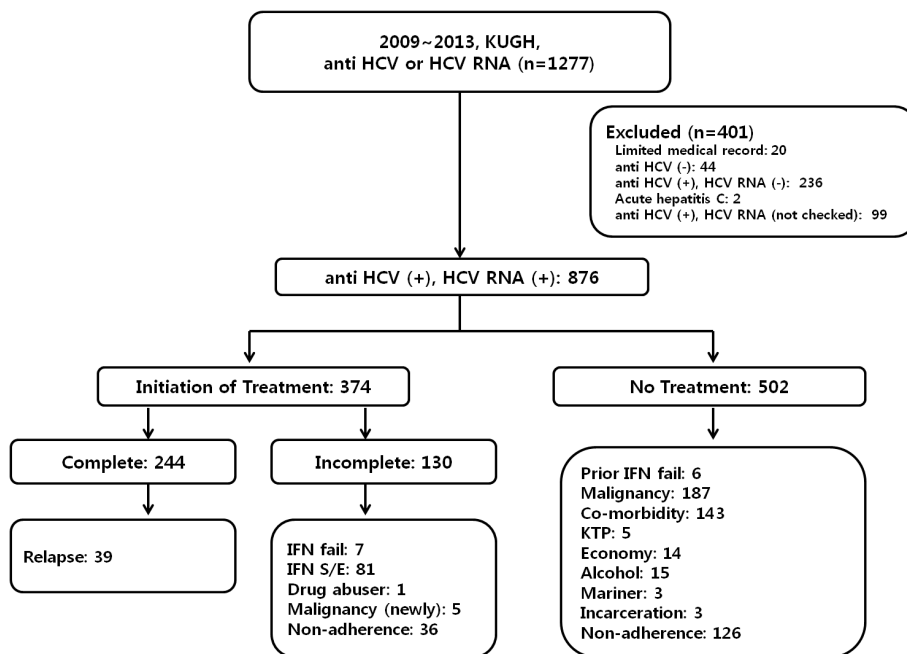 2009~2013, KUGH,
anti HCV or HCV RNA (n=1277)
Excluded (n=401)
Limited medical record: 20
anti HCV (-): 44
anti HCV (+), HCV RNA (-): 236
Acute hepatitis C: 2
anti HCV (+), HCV RNA (not checked): 99
anti HCV (+), HCV RNA (+): 876
Initiation of Treatment: 374
No Treatment: 502
Complete: 244
Incomplete: 130
Relapse: 39
IFN fail: 7
IFN S/E: 81
Drug abuser: 1
Malignancy (newly): 5
Non-adherence: 36
Prior IFN fail: 6
Malignancy: 187
Co-morbidity: 143
KTP: 5
Economy: 14
Alcohol: 15
Mariner: 3
Incarceration: 3
Non-adherence: 126